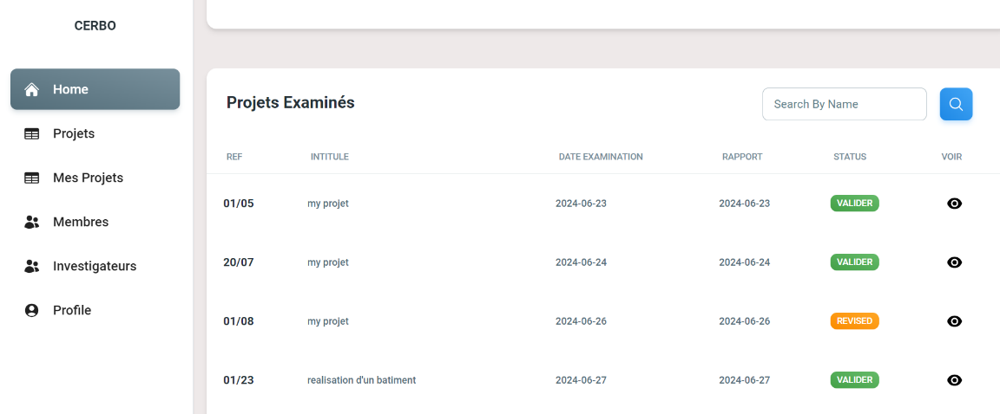 CERBO
Home
Projets
Mes Projets
Membres
Investigateurs
Profile
Projets Examinés
Search By Name
REF INTITULE DATE EXAMINATION RAPPORT STATUS VOIR
01/05 my projet 2024-06-23 2024-06-23 VALIDER
20/07 my projet 2024-06-24 2024-06-24 VALIDER
01/08 my projet 2024-06-26 2024-06-26 REVISED
01/23 realisation d'un batiment 2024-06-27 2024-06-27 VALIDER